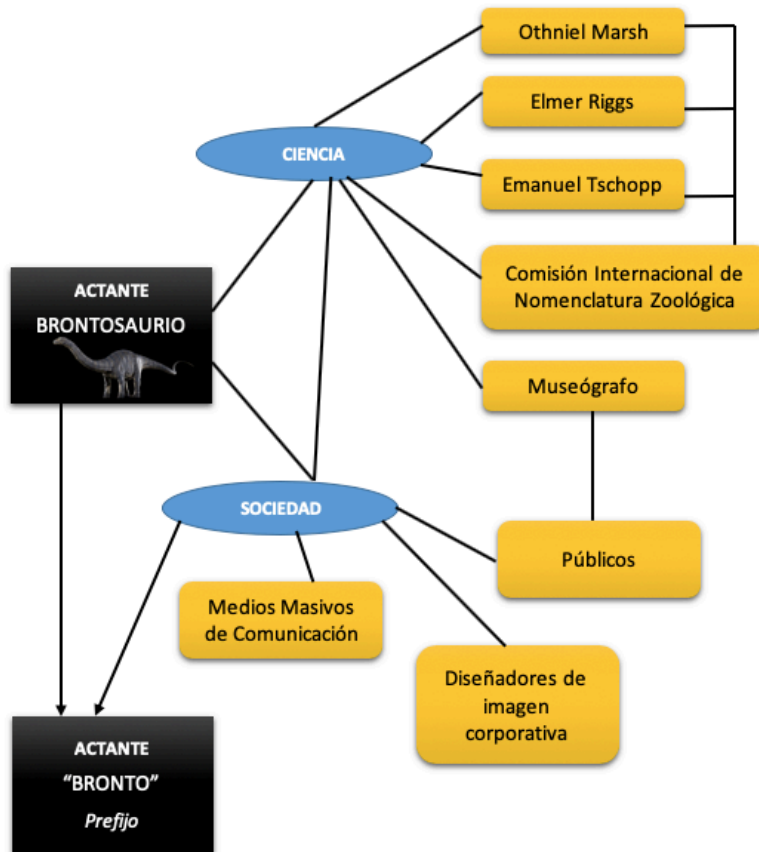 Othniel Marsh
Elmer Riggs
CIENCIA
Emanuel Tschopp
Comisión Internacional de
Nomenclatura Zoológica
ACTANTE
BRONTOSAURIO
Museógrafo
SOCIEDAD
Públicos
Medios Masivos
de Comunicación
Diseñadores de
imagen
corporativa
ACTANTE
“BRONTO”
Prefijo